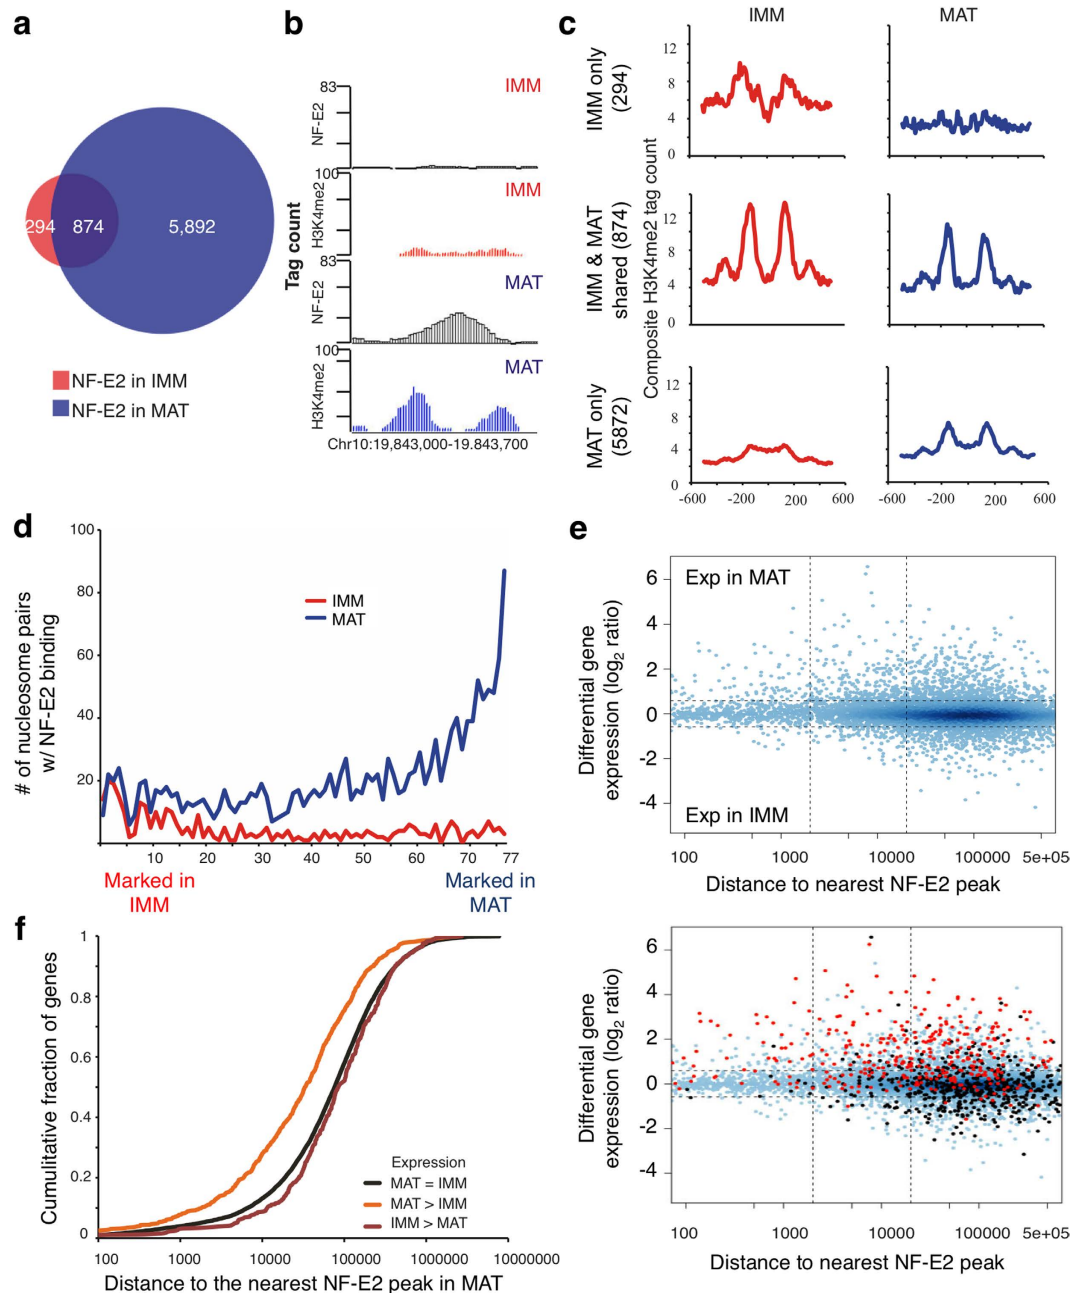 a
294
874
5,892
NF-E2 in IMM
NF-E2 in MAT
b
Tag count
83
NF-E2
IMM
100
H3K4me2
IMM
83
NF-E2
MAT
100
H3K4me2
MAT
Chr10:19,843,000-19.843,700
c
IMM
MAT
Composite H3K4me2 tag count
IMM only
(294)
12
8
4
0
IMM & MAT
shared (874)
12
8
4
0
MAT only
(5872)
12
8
4
0
-600
-200
200
600
-600
-200
200
600
d
# of nucleosome pairs
w/ NF-E2 binding
100
80
60
40
20
IMM
MAT
10
20
30
40
50
60
70
77
Marked in
IMM
Marked in
MAT
e
Differential gene
expression (log2 ratio)
6
4
2
0
-2
-4
Exp in MAT
Exp in IMM
100
1000
10000
100000
5e+05
Distance to nearest NF-E2 peak
Differential gene
expression (log2 ratio)
6
4
2
0
-2
-4
100
1000
10000
100000
5e+05
Distance to nearest NF-E2 peak
f
Cumulitative fraction of genes
1
0.8
0.6
0.4
0.2
0
Expression
MAT = IMM
MAT > IMM
IMM > MAT
100
1000
10000
100000
1000000
10000000
Distance to the nearest NF-E2 peak in MAT